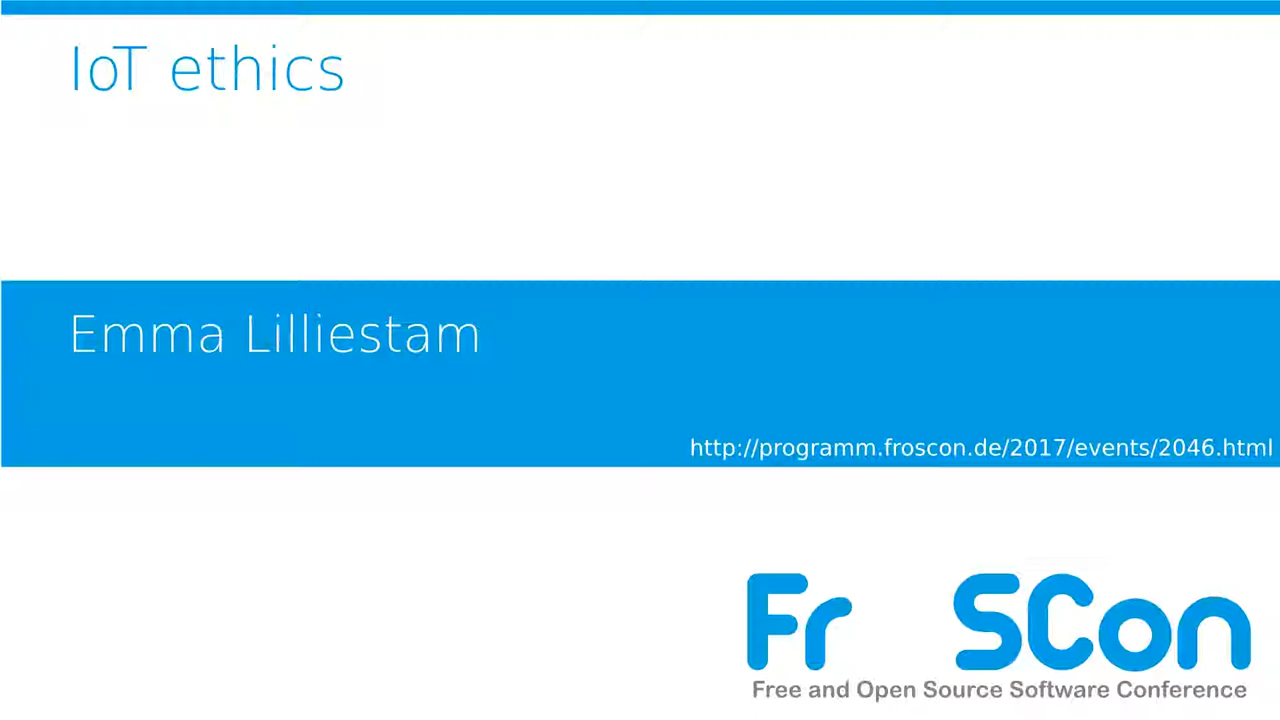 IoT ethics
Emma Lilliestam
http://programm.froscon.de/2017/events/2046.html
Fr SCon
Free and Open Source Software Conference